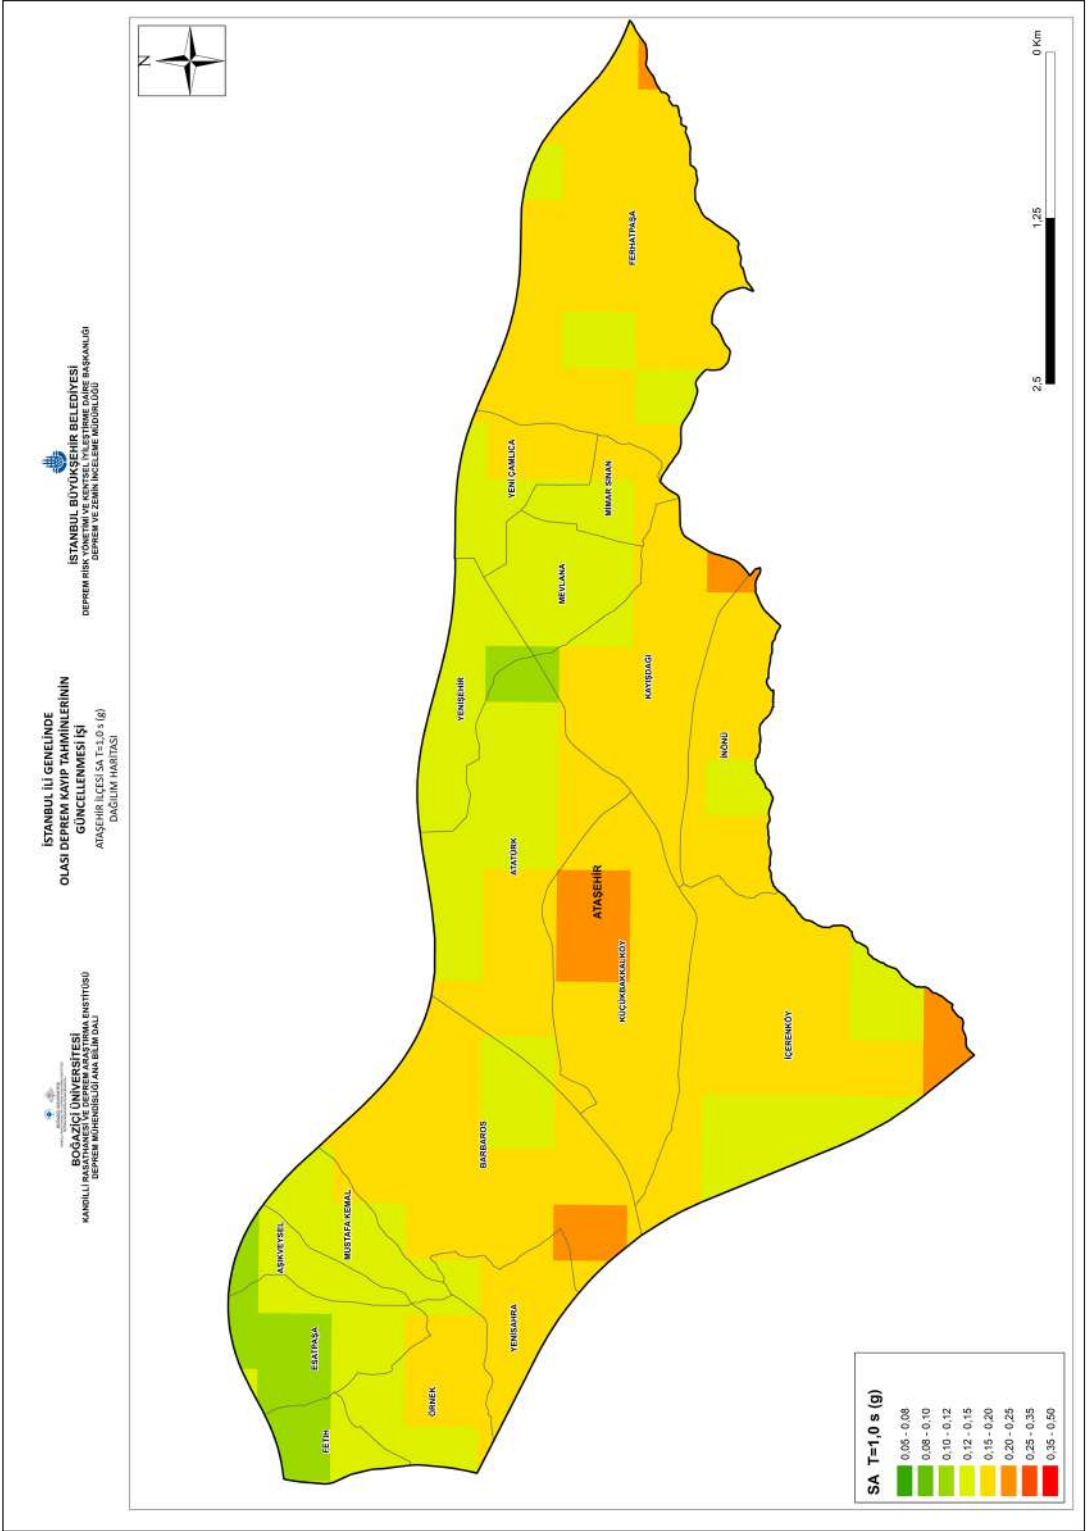 İSTANBUL İLİ GENELİNDE
OLASI DEPREM KAYIP TAHMİNLERİNİN
GÜNCELLENMESİ İŞİ
ATAŞEHİR İLÇESİ SA T=1,0 s (g)
DAĞILIM HARİTASI
BOĞAZİÇİ ÜNİVERSİTESİ
KANDİLLİ RASATHANESİ VE DEPREM ARAŞTIRMA ENSTİTÜSÜ
DEPREM MÜHENDİSLİĞİ ANA BİLİM DALI
İSTANBUL BÜYÜKŞEHİR BELEDİYESİ
DEPREM RİSK YÖNETİMİ VE KENTSEL İYİLEŞTİRME DAİRE BAŞKANLIĞI
DEPREM VE ZEMİN İNCELEME MÜDÜRLÜĞÜ
N
FETİH
ESATPAŞA
AŞIKVEYSEL
MUSTAFA KEMAL
ÖRNEK
YENİSAHRA
BARBAROS
ATATÜRK
YENİŞEHİR
ATAŞEHİR
KÜÇÜKBAKKALKÖY
İÇERENKÖY
İNÖNÜ
KAYIŞDAĞI
MEVLANA
MİMAR SİNAN
YENİ ÇAMLICA
FERHATPAŞA
SA T=1,0 s (g)
0,05 - 0,08
0,08 - 0,10
0,10 - 0,12
0,12 - 0,15
0,15 - 0,20
0,20 - 0,25
0,25 - 0,35
0,35 - 0,50
2,5 1,25 0 Km